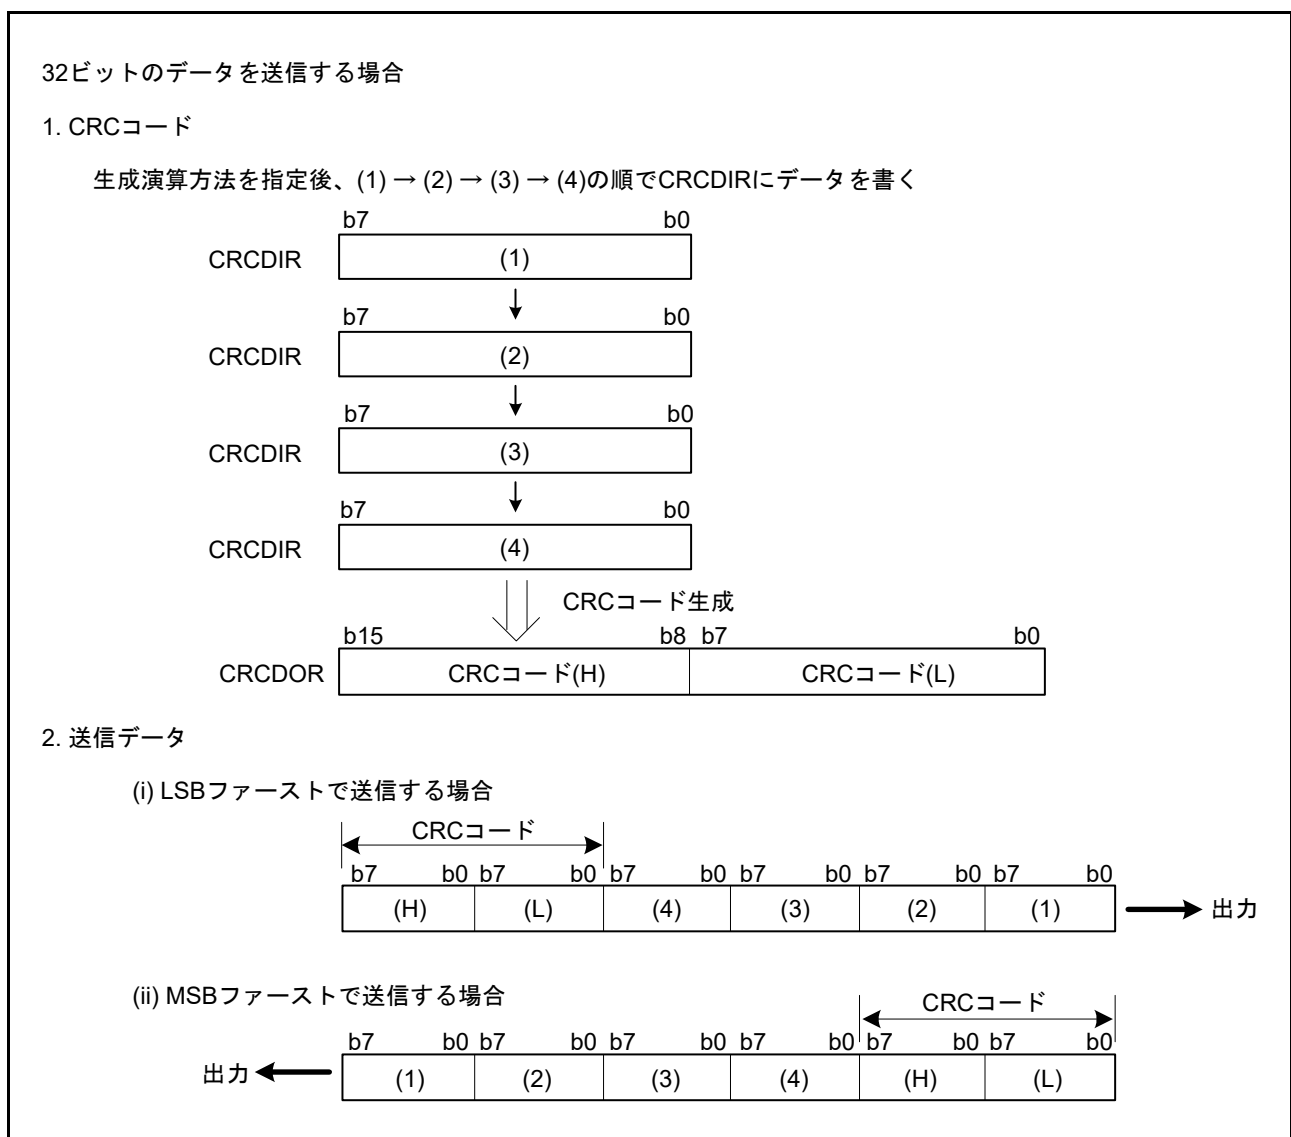 32ビットのデータを送信する場合
1. CRCコード
生成演算方法を指定後、(1) → (2) → (3) → (4)の順でCRCDIRにデータを書く
b7 b0
CRCDIR (1)
b7 b0
CRCDIR (2)
b7 b0
CRCDIR (3)
b7 b0
CRCDIR (4)
CRCコード生成
b15 b8 b7 b0
CRCDOR CRCコード(H) CRCコード(L)
2. 送信データ
(i) LSBファーストで送信する場合
CRCコード
b7 b0 b7 b0 b7 b0 b7 b0 b7 b0 b7 b0
(H) (L) (4) (3) (2) (1) 出力
(ii) MSBファーストで送信する場合
CRCコード
b7 b0 b7 b0 b7 b0 b7 b0 b7 b0 b7 b0
出力 (1) (2) (3) (4) (H) (L)